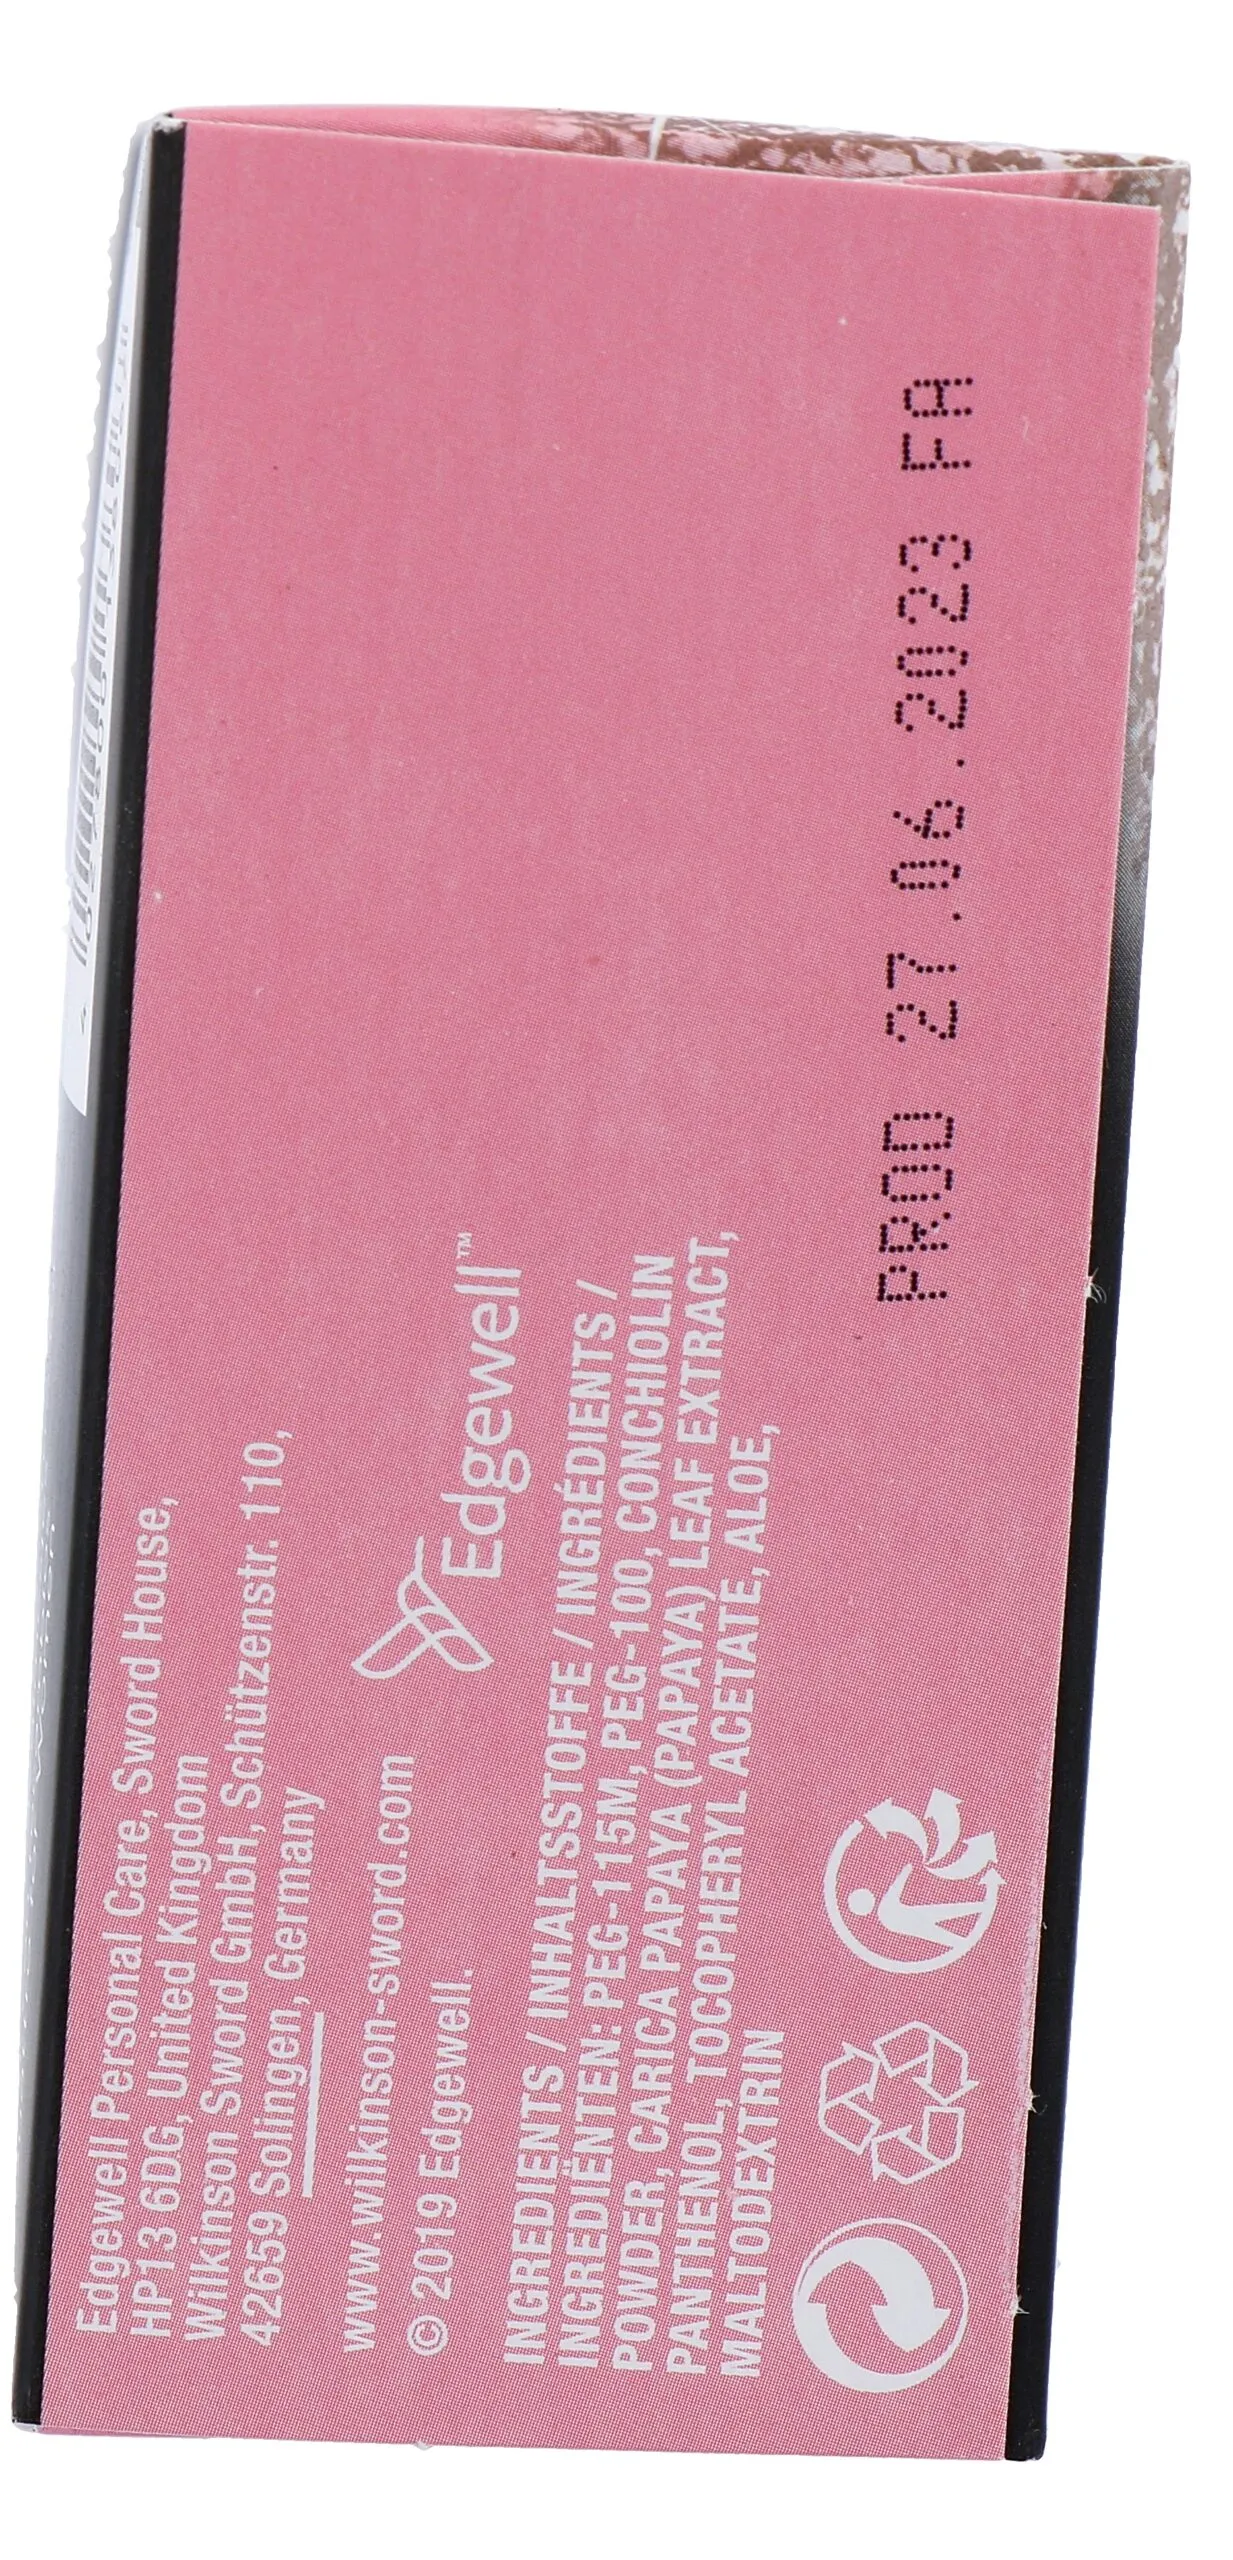 Edgewell Personal Care, Sword House,
HP13 6DG, United Kingdom
Wilkinson Sword GmbH, Schützenstr. 110,
42659 Solingen, Germany
www.wilkinson-sword.com
© 2019 Edgewell.
Edgewell™
INGREDIENTS / INHALTSSTOFFE / INGRÉDIENTS /
INGREDIËNTEN: PEG-115M, PEG-100, CONCHIOLIN
POWDER, CARICA PAPAYA (PAPAYA) LEAF EXTRACT,
PANTHENOL, TOCOPHERYL ACETATE, ALOE,
MALTODEXTRIN
PROD 27.06.2023 FA